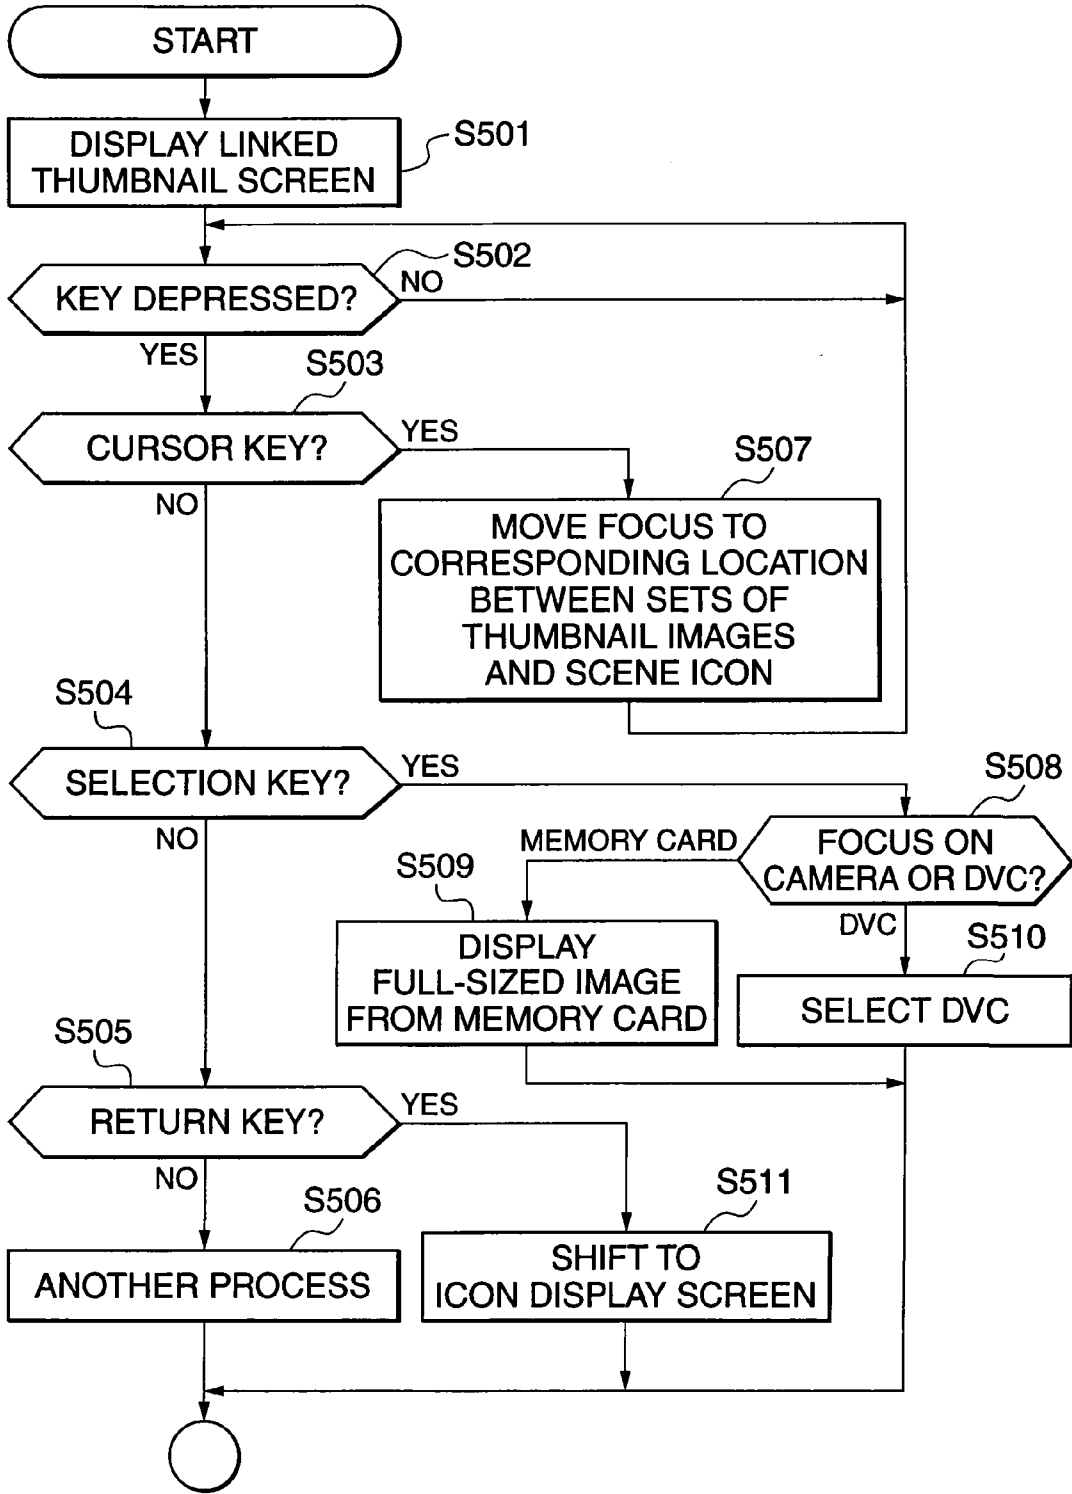 START
DISPLAY LINKED
THUMBNAIL SCREEN
S501
KEY DEPRESSED?
S502
NO
YES
S503
CURSOR KEY?
YES
NO
S507
MOVE FOCUS TO
CORRESPONDING LOCATION
BETWEEN SETS OF
THUMBNAIL IMAGES
AND SCENE ICON
S504
SELECTION KEY?
YES
NO
S508
FOCUS ON
CAMERA OR DVC?
MEMORY CARD
DVC
S509
DISPLAY
FULL-SIZED IMAGE
FROM MEMORY CARD
S510
SELECT DVC
S505
RETURN KEY?
YES
NO
S506
ANOTHER PROCESS
S511
SHIFT TO
ICON DISPLAY SCREEN